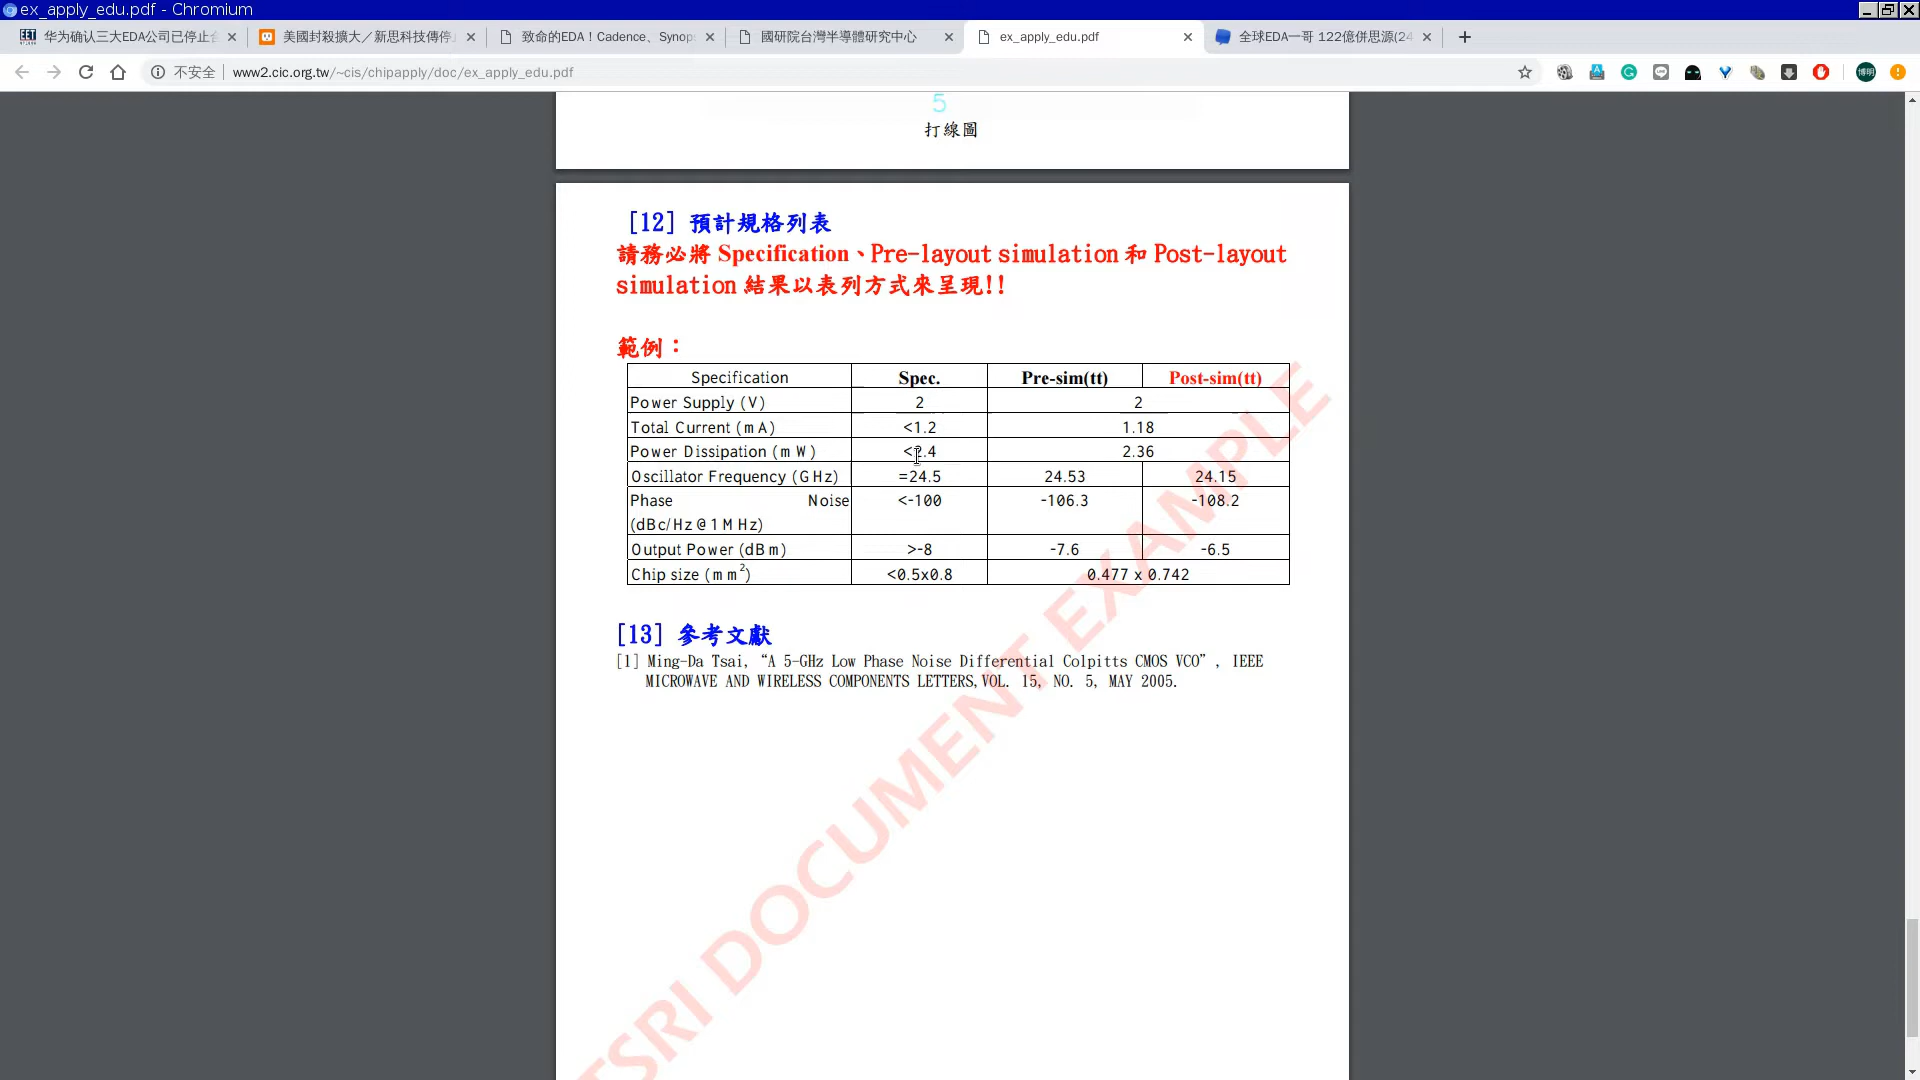 ex_apply_edu.pdf - Chromium
华为确认三大EDA公司已停止合
美國封殺擴大／新思科技傳停止
致命的EDA！Cadence、Synops
國研院台灣半導體研究中心
ex_apply_edu.pdf
全球EDA一哥 122億併思源(24
不安全 www2.cic.org.tw/~cis/chipapply/doc/ex_apply_edu.pdf
博明
5
打線圖
[12] 預計規格列表
請務必將 Specification、Pre-layout simulation 和 Post-layout
simulation 結果以表列方式來呈現!!
範例：
Specification Spec. Pre-sim(tt) Post-sim(tt)
Power Supply (V) 2 2
Total Current (mA) <1.2 1.18
Power Dissipation (mW) <2.4 2.36
Oscillator Frequency (GHz) =24.5 24.53 24.15
Phase Noise <-100 -106.3 -108.2
(dBc/Hz@1MHz)
Output Power (dBm) >-8 -7.6 -6.5
Chip size (mm2) <0.5x0.8 0.477 x 0.742
[13] 參考文獻
[1] Ming-Da Tsai, “A 5-GHz Low Phase Noise Differential Colpitts CMOS VCO”, IEEE
MICROWAVE AND WIRELESS COMPONENTS LETTERS,VOL. 15, NO. 5, MAY 2005.
TSRI DOCUMENT EXAMPLE